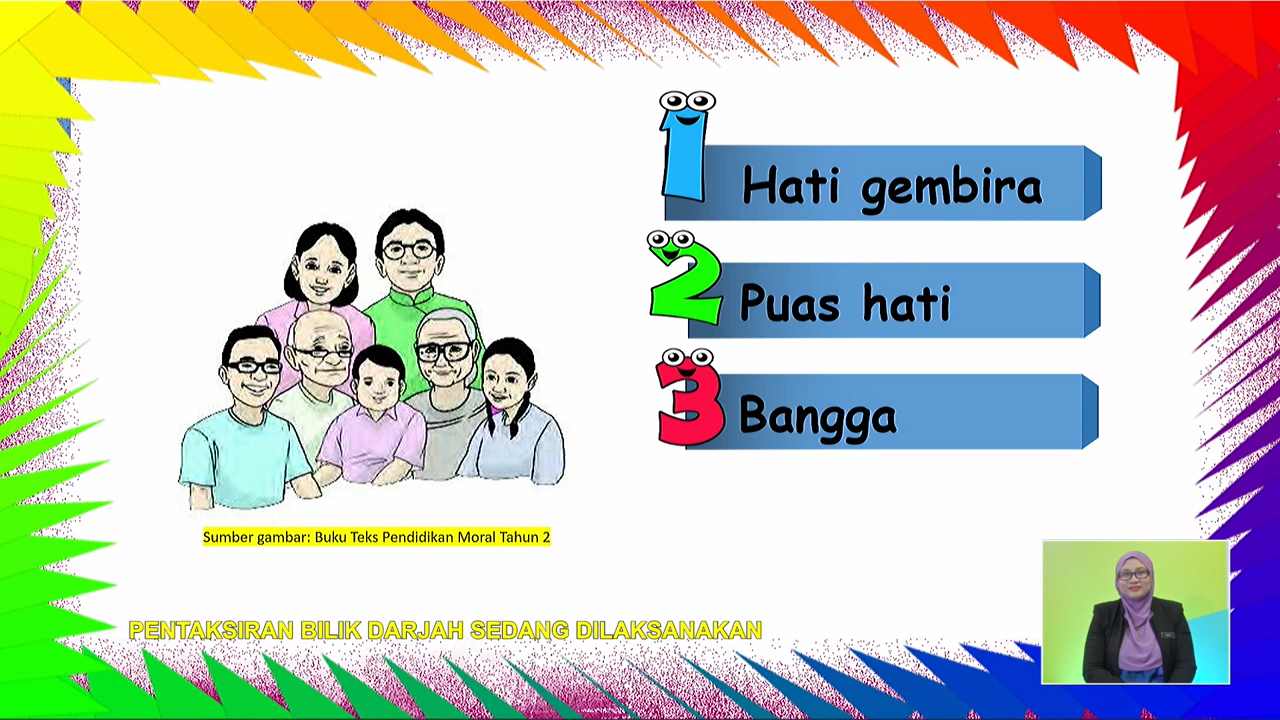 1 Hati gembira
2 Puas hati
3 Bangga
Sumber gambar: Buku Teks Pendidikan Moral Tahun 2
PENTAKSIRAN BILIK DARJAH SEDANG DILAKSANAKAN